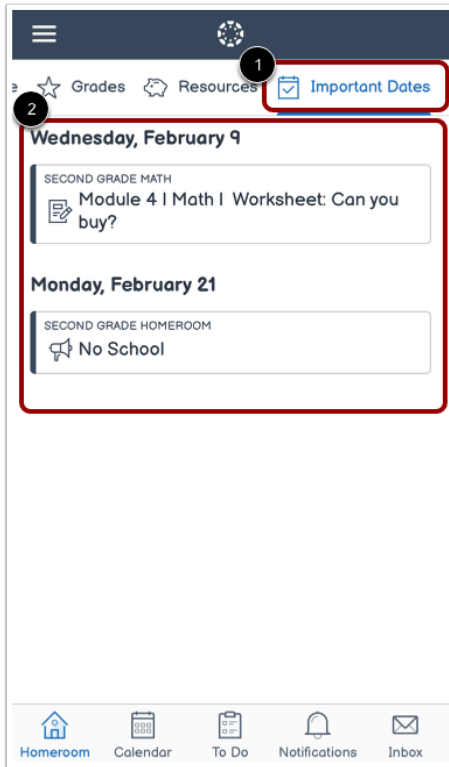 1
e Grades Resources Important Dates
2
Wednesday, February 9
SECOND GRADE MATH
Module 4 I Math I Worksheet: Can you
buy?
Monday, February 21
SECOND GRADE HOMEROOM
No School
Homeroom Calendar To Do Notifications Inbox